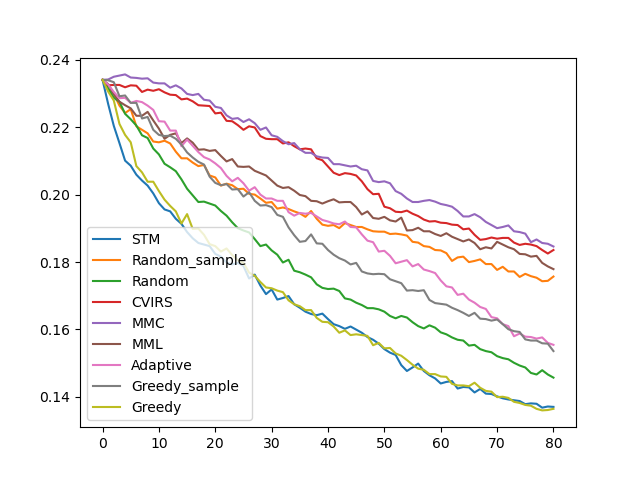 0.24
0.22
0.20
0.18
0.16
0.14
STM
Random_sample
Random
CVIRS
MMC
MML
Adaptive
Greedy_sample
Greedy
0 10 20 30 40 50 60 70 80